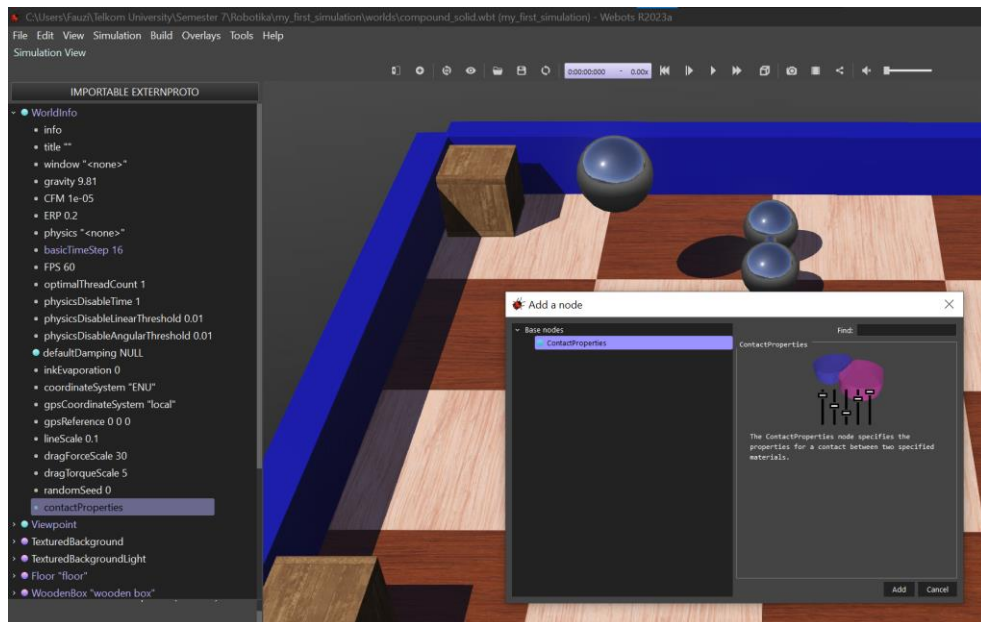 C:\Users\Fauzi\Telkom University\Semester 7\Robotika\my_first_simulation\worlds\compound_solid.wbt (my_first_simulation) - Webots R2023a
File Edit View Simulation Build Overlays Tools Help
Simulation View
0:00:00:000 - 0.00x
IMPORTABLE EXTERNPROTO
WorldInfo
info
title ""
window "<none>"
gravity 9.81
CFM 1e-05
ERP 0.2
physics "<none>"
basicTimeStep 16
FPS 60
optimalThreadCount 1
physicsDisableTime 1
physicsDisableLinearThreshold 0.01
physicsDisableAngularThreshold 0.01
defaultDamping NULL
inkEvaporation 0
coordinateSystem "ENU"
gpsCoordinateSystem "local"
gpsReference 0 0 0
lineScale 0.1
dragForceScale 30
dragTorqueScale 5
randomSeed 0
contactProperties
Viewpoint
TexturedBackground
TexturedBackgroundLight
Floor "floor"
WoodenBox "wooden box"
Add a node
Base nodes
ContactProperties
Find:
ContactProperties
The ContactProperties node specifies the
properties for a contact between two specified
materials.
Add Cancel